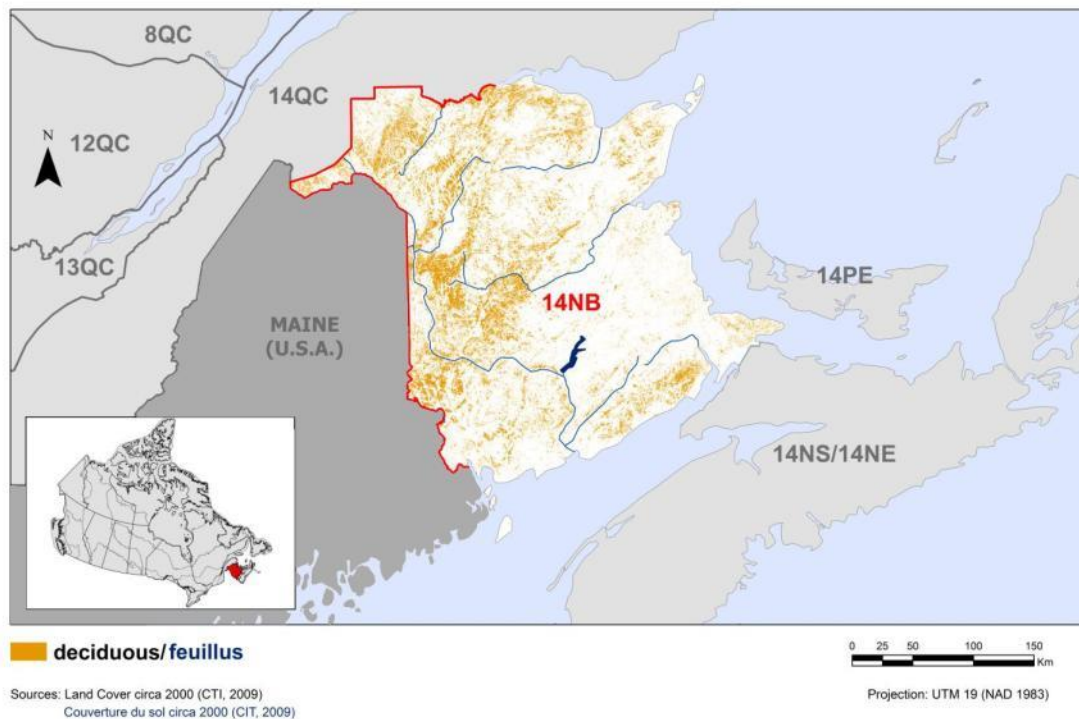 8QC
14QC
N
12QC
13QC
14PE
14NB
MAINE
(U.S.A.)
14NS/14NE
deciduous/feuillus
0 25 50 100 150
Km
Sources: Land Cover circa 2000 (CTI, 2009)
Couverture du sol circa 2000 (CIT, 2009)
Projection: UTM 19 (NAD 1983)